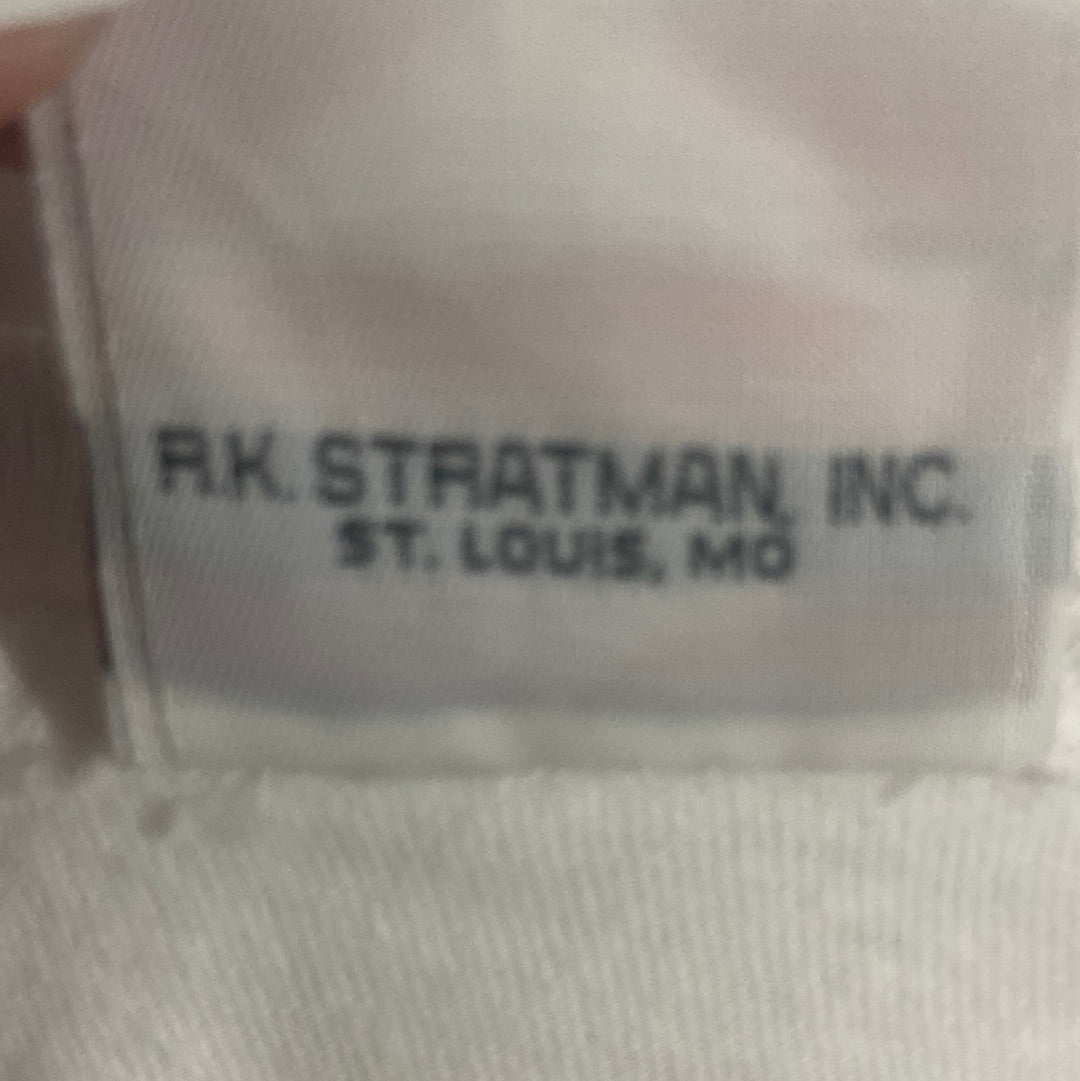 R.K. STRATMAN, INC.
ST. LOUIS, MO